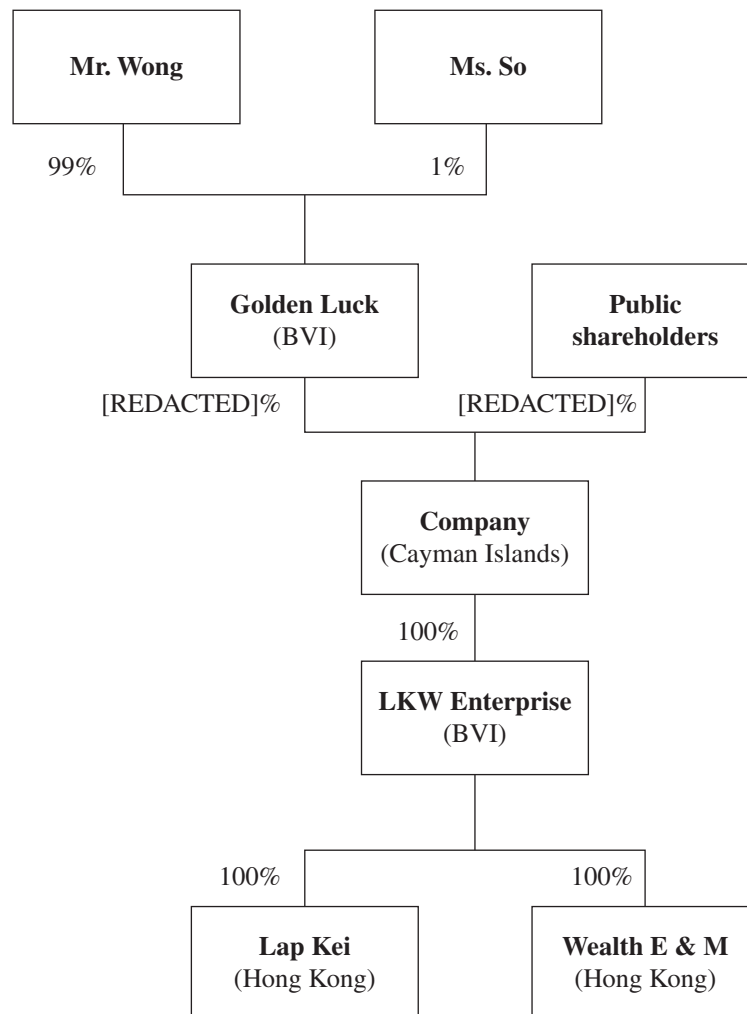 Mr. Wong
Ms. So
99%
1%
Golden Luck
(BVI)
Public
shareholders
[REDACTED]%
[REDACTED]%
Company
(Cayman Islands)
100%
LKW Enterprise
(BVI)
100%
100%
Lap Kei
(Hong Kong)
Wealth E & M
(Hong Kong)